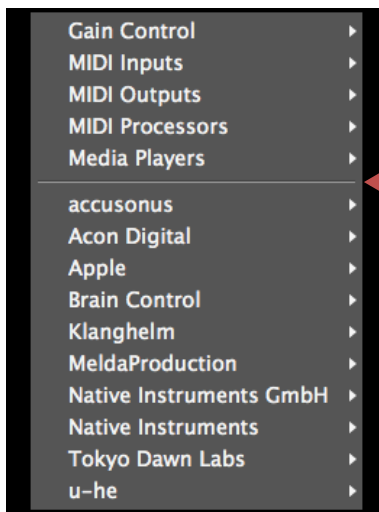 Gain Control
MIDI Inputs
MIDI Outputs
MIDI Processors
Media Players
accusonus
Acon Digital
Apple
Brain Control
Klanghelm
MeldaProduction
Native Instruments GmbH
Native Instruments
Tokyo Dawn Labs
u-he